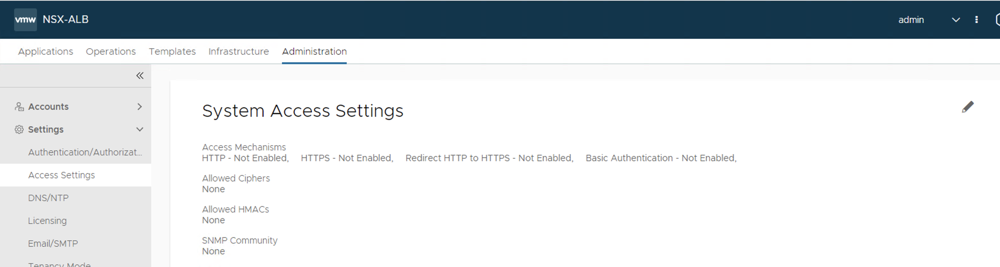 vmw NSX-ALB admin
Applications Operations Templates Infrastructure Administration
Accounts
Settings
Authentication/Authorizat...
Access Settings
DNS/NTP
Licensing
Email/SMTP
Tenancy Mode
System Access Settings
Access Mechanisms
HTTP - Not Enabled, HTTPS - Not Enabled, Redirect HTTP to HTTPS - Not Enabled, Basic Authentication - Not Enabled,
Allowed Ciphers
None
Allowed HMACs
None
SNMP Community
None